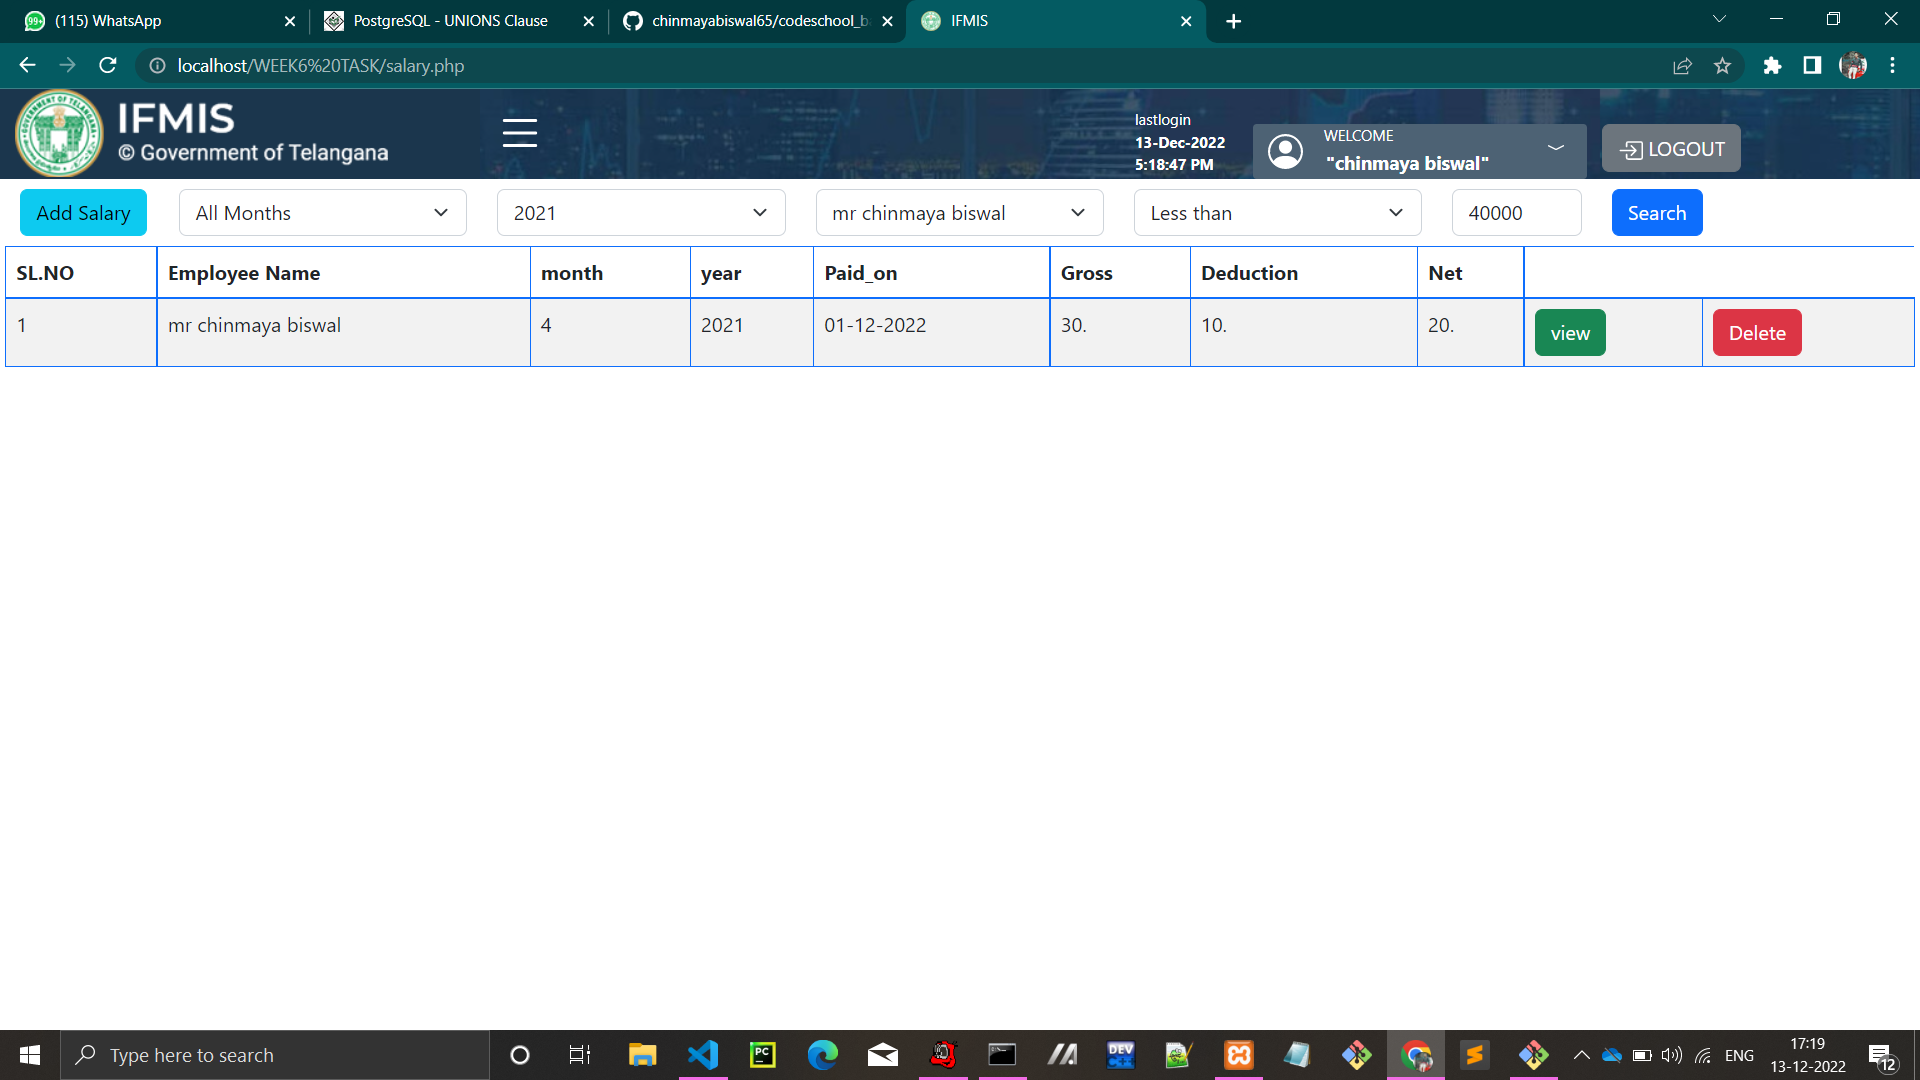 (115) WhatsApp
PostgreSQL - UNIONS Clause
chinmayabiswal65/codeschool_b
IFMIS
localhost/WEEK6%20TASK/salary.php
IFMIS
© Government of Telangana
lastlogin
13-Dec-2022
5:18:47 PM
WELCOME
"chinmaya biswal"
LOGOUT
Add Salary All Months 2021 mr chinmaya biswal Less than 40000 Search
SL.NO Employee Name month year Paid_on Gross Deduction Net
1 mr chinmaya biswal 4 2021 01-12-2022 30. 10. 20. view Delete
Type here to search
ENG
17:19
13-12-2022
12